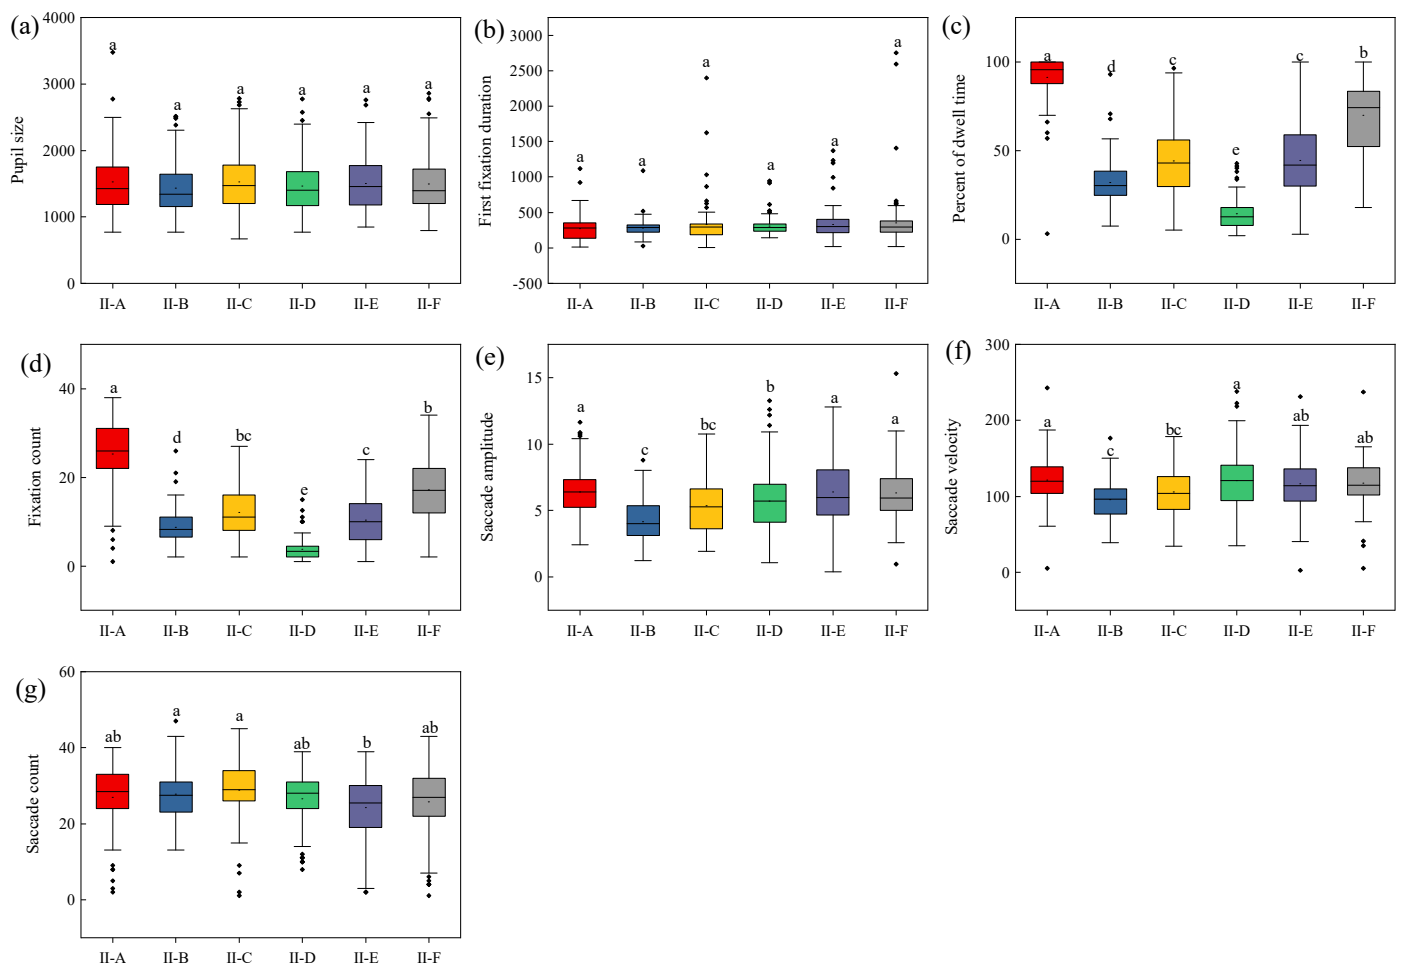 (a)
Pupil size
4000
3000
2000
1000
0
a a a a a a
II-A II-B II-C II-D II-E II-F
(b)
First fixation duration
3000
2500
2000
1500
1000
500
0
-500
a a a a a a
II-A II-B II-C II-D II-E II-F
(c)
Percent of dwell time
100
50
0
a d c e c b
II-A II-B II-C II-D II-E II-F
(d)
Fixation count
40
20
0
a d bc e c b
II-A II-B II-C II-D II-E II-F
(e)
Saccade amplitude
15
10
5
0
a c bc b a a
II-A II-B II-C II-D II-E II-F
(f)
Saccade velocity
300
200
100
0
a c bc a ab ab
II-A II-B II-C II-D II-E II-F
(g)
Saccade count
60
40
20
0
ab a a ab b ab
II-A II-B II-C II-D II-E II-F